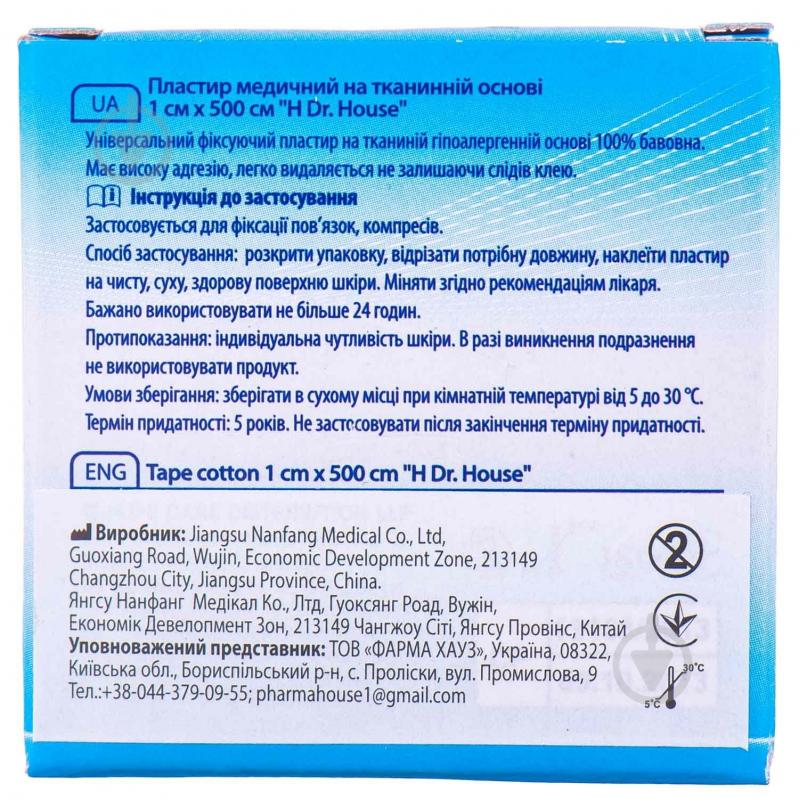 UA
Пластир медичний на тканинній основі
1 см х 500 см "H Dr. House"
Універсальний фіксуючий пластир на тканиній гіпоалергенній основі 100% бавовна.
Має високу адгезію, легко видаляється не залишаючи слідів клею.
Інструкція до застосування
Застосовується для фіксації пов'язок, компресів.
Спосіб застосування: розкрити упаковку, відрізати потрібну довжину, наклеїти пластир
на чисту, суху, здорову поверхню шкіри. Міняти згідно рекомендаціям лікаря.
Бажано використовувати не більше 24 годин.
Протипоказання: індивідуальна чутливість шкіри. В разі виникнення подразнення
не використовувати продукт.
Умови зберігання: зберігати в сухому місці при кімнатній температурі від 5 до 30 °С.
Термін придатності: 5 років. Не застосовувати після закінчення терміну придатності.
ENG Tape cotton 1 cm x 500 cm "H Dr. House"
Виробник: Jiangsu Nanfang Medical Co., Ltd,
Guoxiang Road, Wujin, Economic Development Zone, 213149
Changzhou City, Jiangsu Province, China.
Янгсу Нанфанг Медікал Ко., Лтд, Гуоксянг Роад, Вужін,
Економік Девелопмент Зон, 213149 Чангжоу Сіті, Янгсу Провінс, Китай
Уповноважений представник: ТОВ «ФАРМА ХАУЗ», Україна, 08322,
Київська обл., Бориспільський р-н, с. Проліски, вул. Промислова, 9
Тел.:+38-044-379-09-55; pharmahouse1@gmail.com
2
30°C
5°C